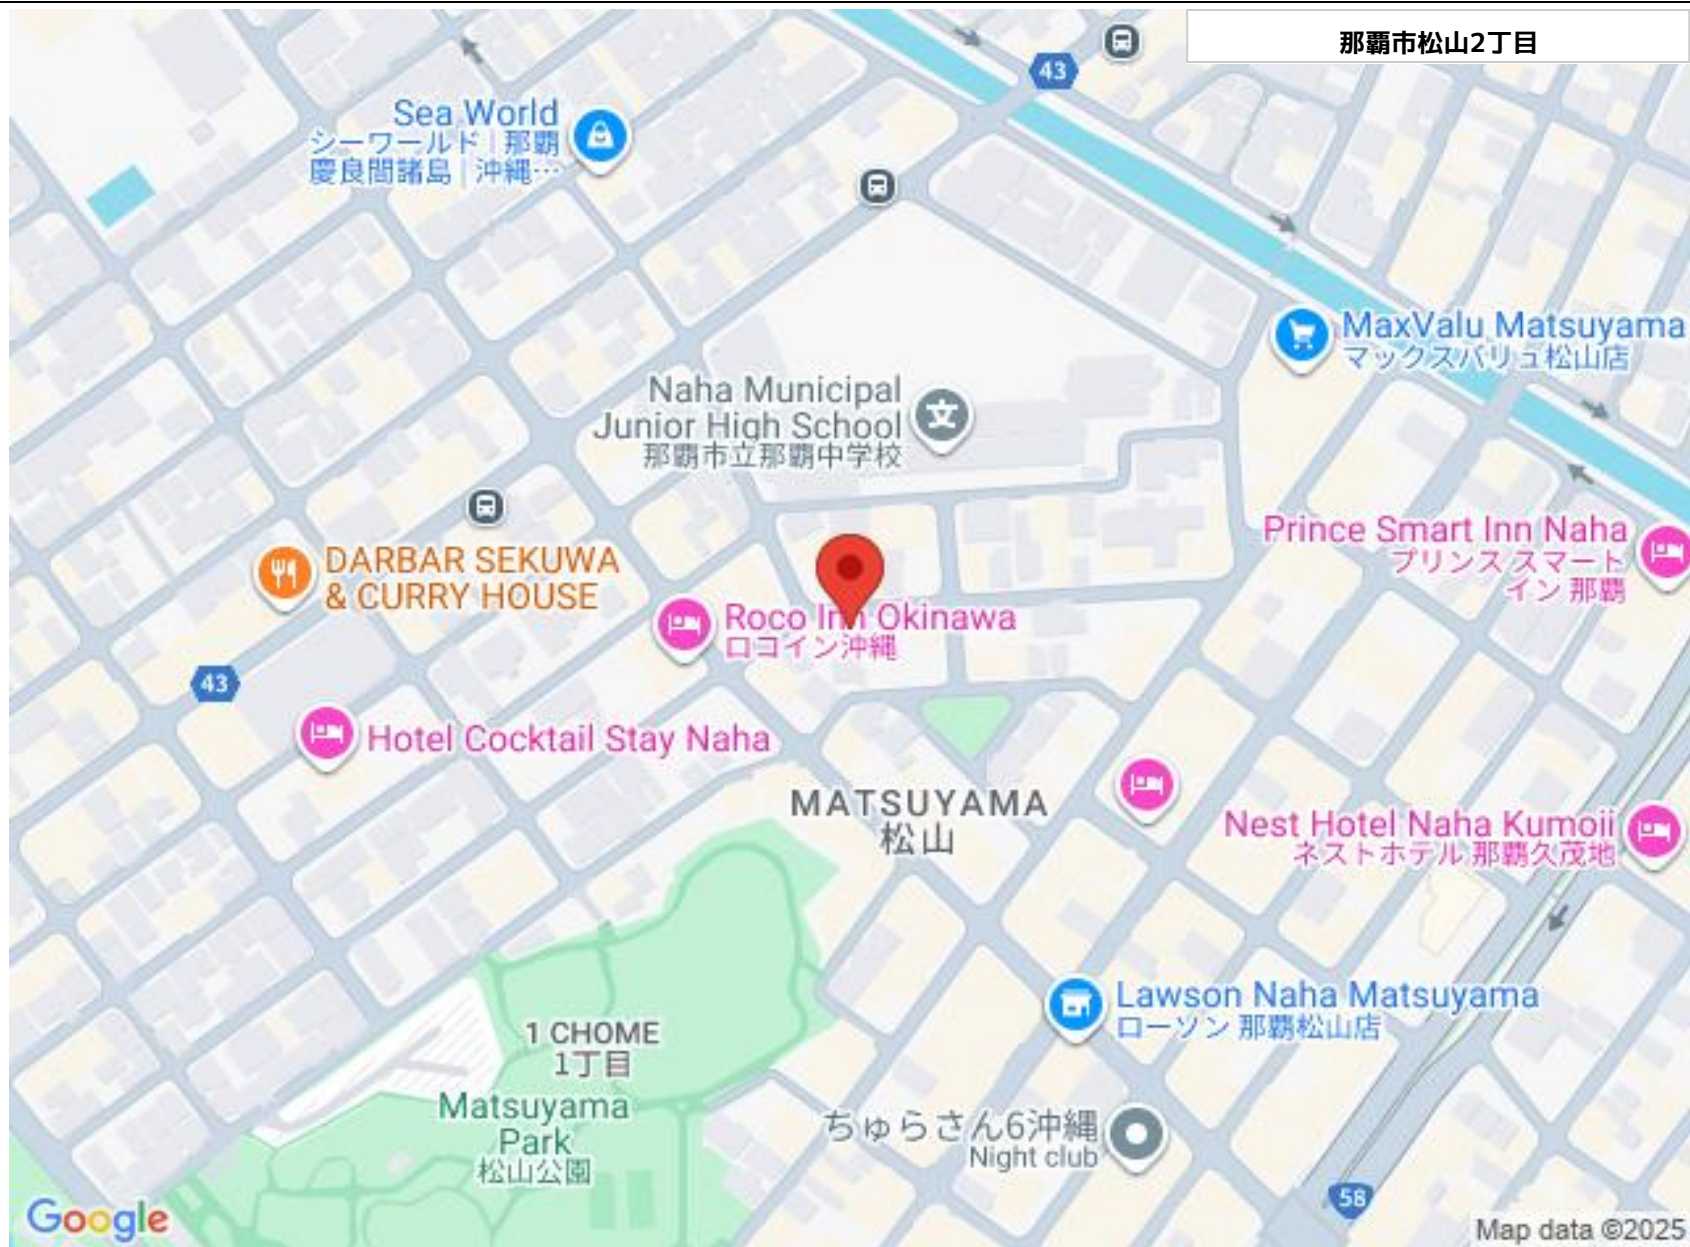 那覇市松山2丁目
43
Sea World
シーワールド | 那覇
慶良間諸島 | 沖縄…
MaxValu Matsuyama
マックスバリュ松山店
Naha Municipal
Junior High School
那覇市立那覇中学校
文
Prince Smart Inn Naha
プリンス スマート
イン 那覇
DARBAR SEKUWA
& CURRY HOUSE
Roco Inn Okinawa
ロコイン沖縄
43
Hotel Cocktail Stay Naha
MATSUYAMA
松山
Nest Hotel Naha Kumoji
ネストホテル 那覇久茂地
Lawson Naha Matsuyama
ローソン 那覇松山店
1 CHOME
1丁目
Matsuyama
Park
松山公園
ちゅらさん6沖縄
Night club
58
Google
Map data ©2025